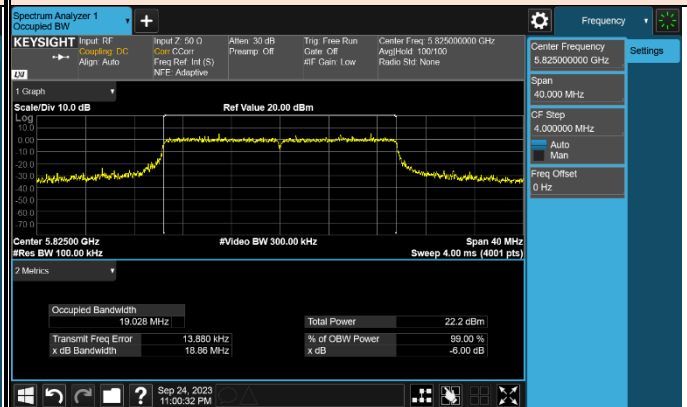 Spectrum Analyzer 1
Occupied BW
+
Frequency
KEYSIGHT
Input: RF
Coupling: DC
Align: Auto
Input Z: 50 Ω
Corr CCorr
Freq Ref: Int (S)
NFE: Adaptive
Atten: 30 dB
Preamp: Off
Trig: Free Run
Gate: Off
#IF Gain: Low
Center Freq: 5.825000000 GHz
Avg|Hold: 100/100
Radio Std: None
LXI
1 Graph
Scale/Div 10.0 dB
Ref Value 20.00 dBm
Log
10.0
0.00
-10.0
-20.0
-30.0
-40.0
-50.0
-60.0
-70.0
Center 5.82500 GHz
#Video BW 300.00 kHz
Span 40 MHz
#Res BW 100.00 kHz
Sweep 4.00 ms (4001 pts)
2 Metrics
Occupied Bandwidth
19.028 MHz
Total Power 22.2 dBm
Transmit Freq Error 13.880 kHz
% of OBW Power 99.00 %
x dB Bandwidth 18.86 MHz
x dB -6.00 dB
Sep 24, 2023
11:00:32 PM
Center Frequency
5.825000000 GHz
Settings
Span
40.000 MHz
CF Step
4.000000 MHz
Auto
Man
Freq Offset
0 Hz